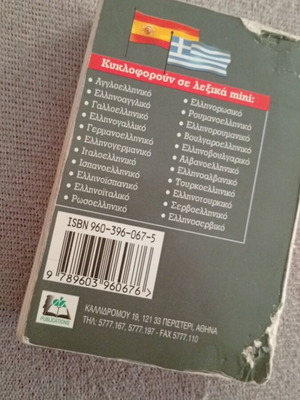 Κυκλοφορούν σε λεξικά mini:
• Αγγλοελληνικό
• Ελληνοαγγλικό
• Γαλλοελληνικό
• Ελληνογαλλικό
• Γερμανοελληνικό
• Ελληνογερμανικό
• Ιταλοελληνικό
• Ισπανοελληνικό
• Ελληνοϊσπανικό
• Ελληνοϊταλικό
• Ρωσοελληνικό
• Ελληνορωσικό
• Ρουμανοελληνικό
• Ελληνορουμανικό
• Βουλγαροελληνικό
• Ελληνοβουλγαρικό
• Αλβανοελληνικό
• Ελληνοαλβανικό
• Τουρκοελληνικό
• Ελληνοτουρκικό
• Σερβοελληνικό
• Ελληνοσερβικό
ISBN 960-396-067-5
9 789603 960676 >
PUBLICATIONS
ΚΑΛΛΙΔΡΟΜΟΥ 19, 121 33 ΠΕΡΙΣΤΕΡΙ, ΑΘΗΝΑ
ΤΗΛ: 5777.167, 5777.197 - FAX 5777.110